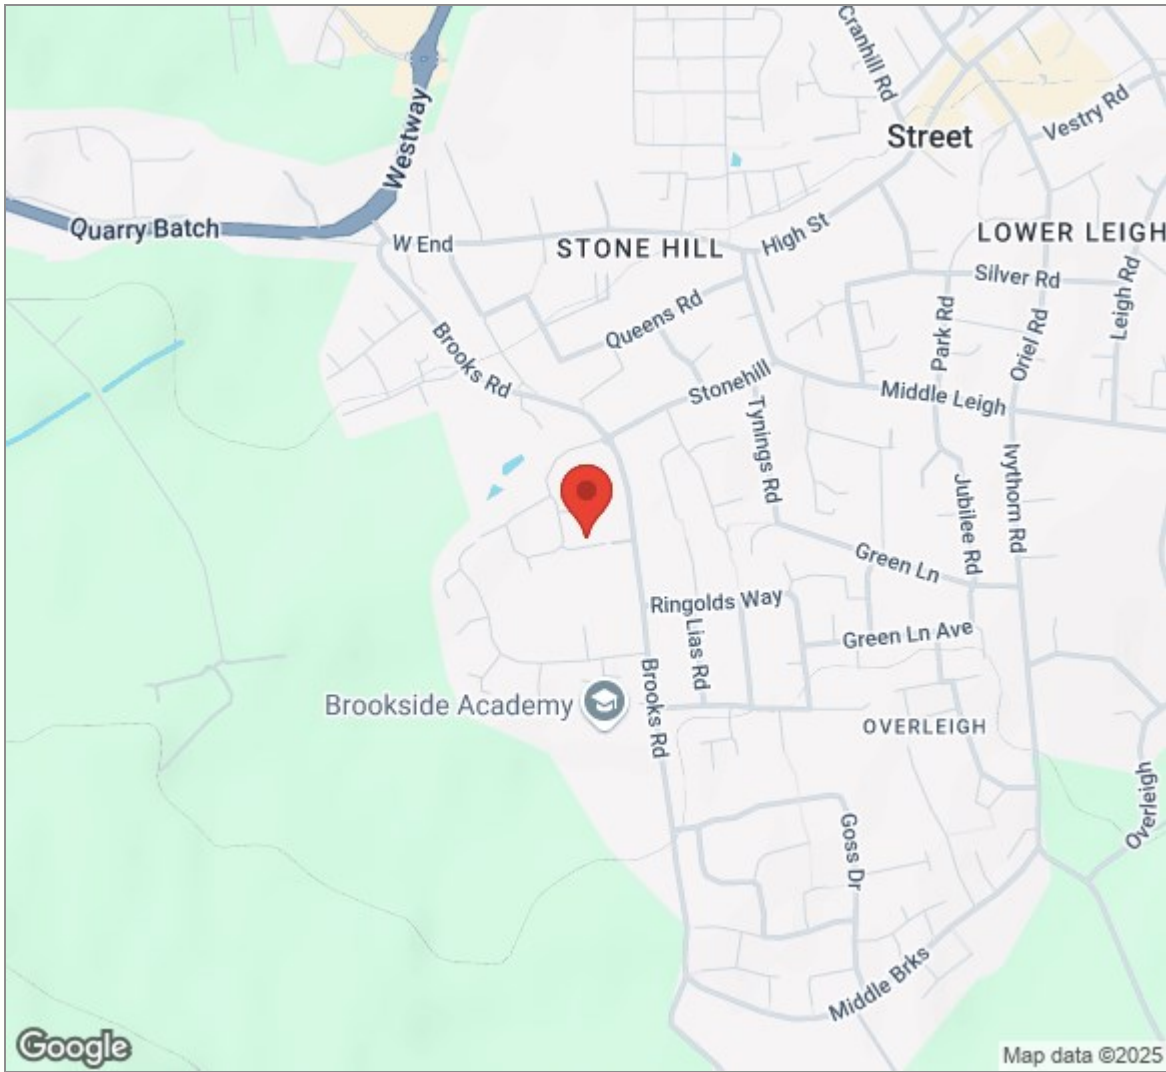 Cranhill Rd
Westway
Vestry Rd
Street
Quarry Batch
W End
STONE HILL
High St
LOWER LEIGH
Silver Rd
Leigh Rd
Queens Rd
Park Rd
Oriel Rd
Brooks Rd
Stonehill
Middle Leigh
Tynings Rd
Ivythorn Rd
Jubilee Rd
Green Ln
Ringolds Way
Lias Rd
Green Ln Ave
Brookside Academy
Brooks Rd
OVERLEIGH
Overleigh
Goss Dr
Middle Brks
Google
Map data ©2025